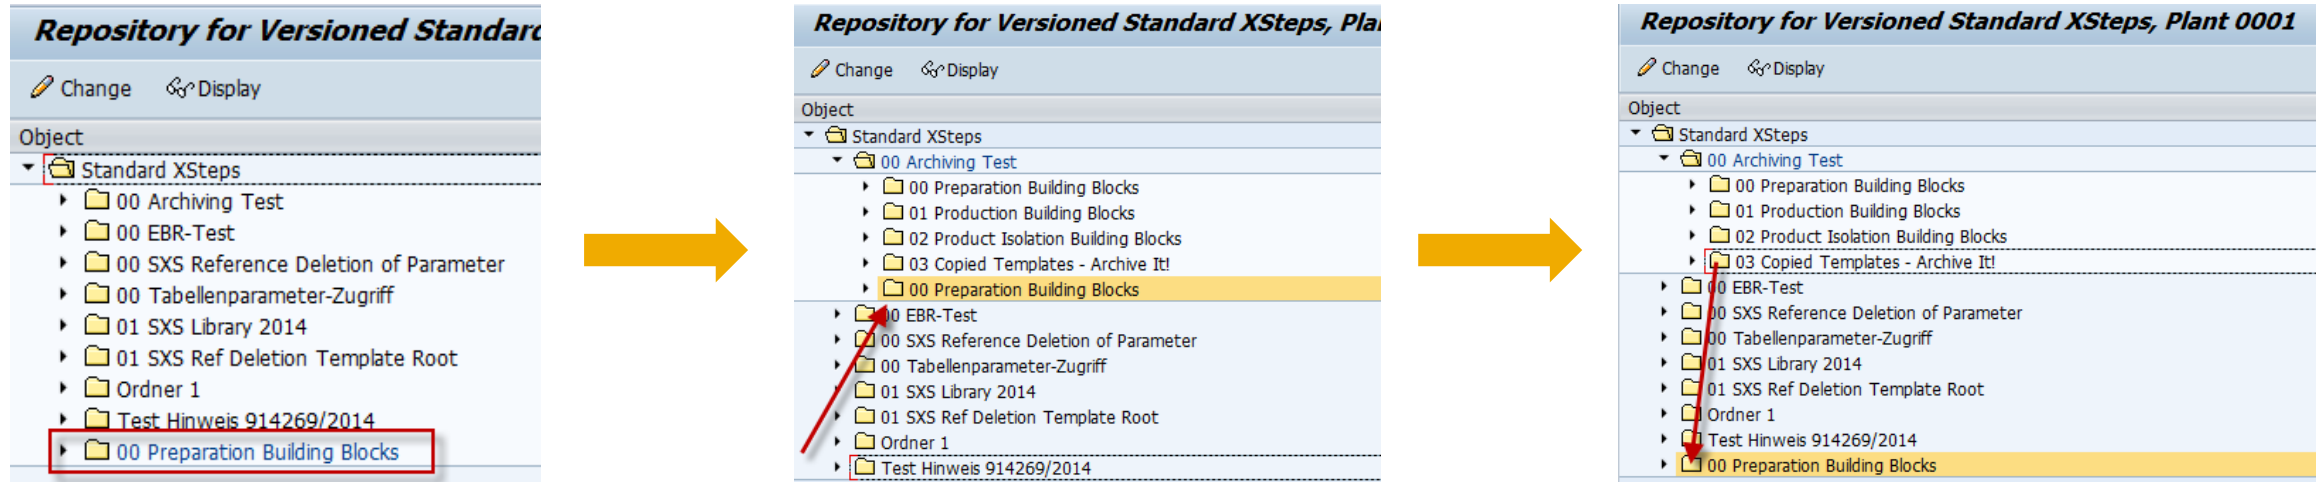 Repository for Versioned Standard
Change Display
Object
Standard XSteps
00 Archiving Test
00 EBR-Test
00 SXS Reference Deletion of Parameter
00 Tabellenparameter-Zugriff
01 SXS Library 2014
01 SXS Ref Deletion Template Root
Ordner 1
Test Hinweis 914269/2014
00 Preparation Building Blocks
Repository for Versioned Standard XSteps, Pla
Change Display
Object
Standard XSteps
00 Archiving Test
00 Preparation Building Blocks
01 Production Building Blocks
02 Product Isolation Building Blocks
03 Copied Templates - Archive It!
00 Preparation Building Blocks
00 EBR-Test
00 SXS Reference Deletion of Parameter
00 Tabellenparameter-Zugriff
01 SXS Library 2014
01 SXS Ref Deletion Template Root
Ordner 1
Test Hinweis 914269/2014
Repository for Versioned Standard XSteps, Plant 0001
Change Display
Object
Standard XSteps
00 Archiving Test
00 Preparation Building Blocks
01 Production Building Blocks
02 Product Isolation Building Blocks
03 Copied Templates - Archive It!
00 EBR-Test
00 SXS Reference Deletion of Parameter
00 Tabellenparameter-Zugriff
01 SXS Library 2014
01 SXS Ref Deletion Template Root
Ordner 1
Test Hinweis 914269/2014
00 Preparation Building Blocks